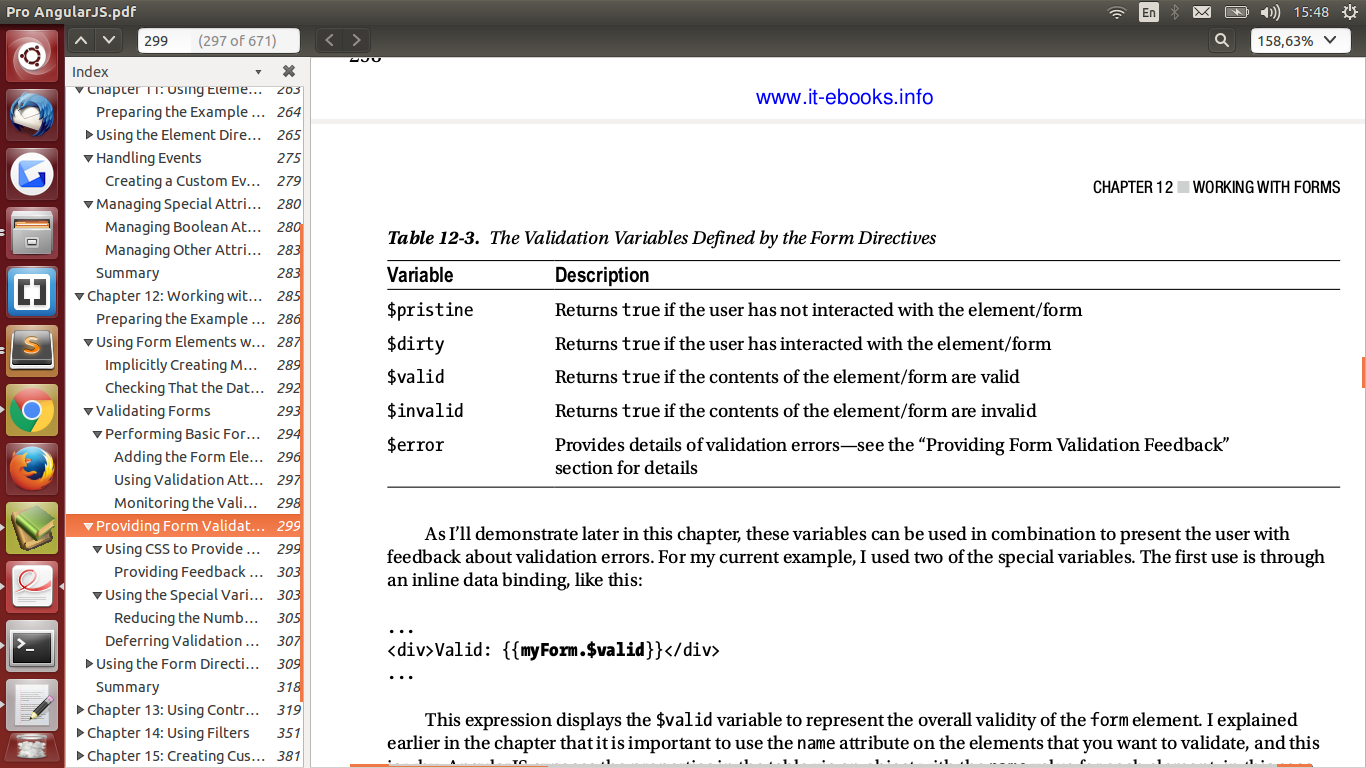 Pro AngularJS.pdf
En
15:48
299 (297 of 671)
158,63%
Index
Chapter 11: Using Eleme... 263
Preparing the Example ... 264
Using the Element Dire... 265
Handling Events 275
Creating a Custom Ev... 279
Managing Special Attri... 280
Managing Boolean At... 280
Managing Other Attri... 283
Summary 283
Chapter 12: Working wit... 285
Preparing the Example ... 286
Using Form Elements w... 287
Implicitly Creating M... 289
Checking That the Dat... 292
Validating Forms 293
Performing Basic For... 294
Adding the Form Ele... 296
Using Validation Att... 297
Monitoring the Vali... 298
Providing Form Validat... 299
Using CSS to Provide ... 299
Providing Feedback ... 303
Using the Special Vari... 303
Reducing the Numb... 305
Deferring Validation ... 307
Using the Form Directi... 309
Summary 318
Chapter 13: Using Contr... 319
Chapter 14: Using Filters 351
Chapter 15: Creating Cus... 381
www.it-ebooks.info
CHAPTER 12 ■ WORKING WITH FORMS
Table 12-3. The Validation Variables Defined by the Form Directives
Variable Description
$pristine Returns true if the user has not interacted with the element/form
$dirty Returns true if the user has interacted with the element/form
$valid Returns true if the contents of the element/form are valid
$invalid Returns true if the contents of the element/form are invalid
$error Provides details of validation errors—see the “Providing Form Validation Feedback”
section for details
As I’ll demonstrate later in this chapter, these variables can be used in combination to present the user with
feedback about validation errors. For my current example, I used two of the special variables. The first use is through
an inline data binding, like this:
...
<div>Valid: {{myForm.$valid}}</div>
...
This expression displays the $valid variable to represent the overall validity of the form element. I explained
earlier in the chapter that it is important to use the name attribute on the elements that you want to validate, and this